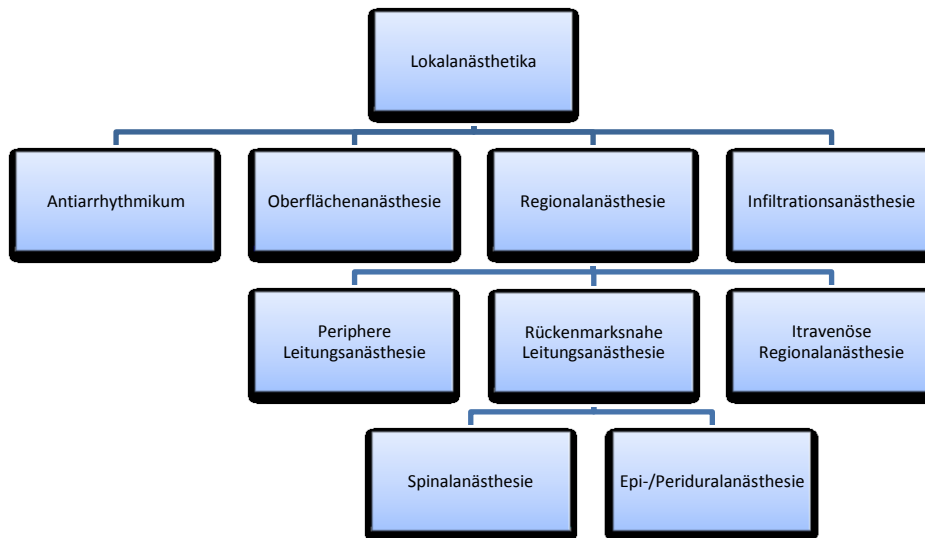 Lokalanästhetika
Antiarrhythmikum
Oberflächenanästhesie
Regionalanästhesie
Infiltrationsanästhesie
Periphere
Leitungsanästhesie
Rückenmarksnahe
Leitungsanästhesie
Itravenöse
Regionalanästhesie
Spinalanästhesie
Epi-/Periduralanästhesie